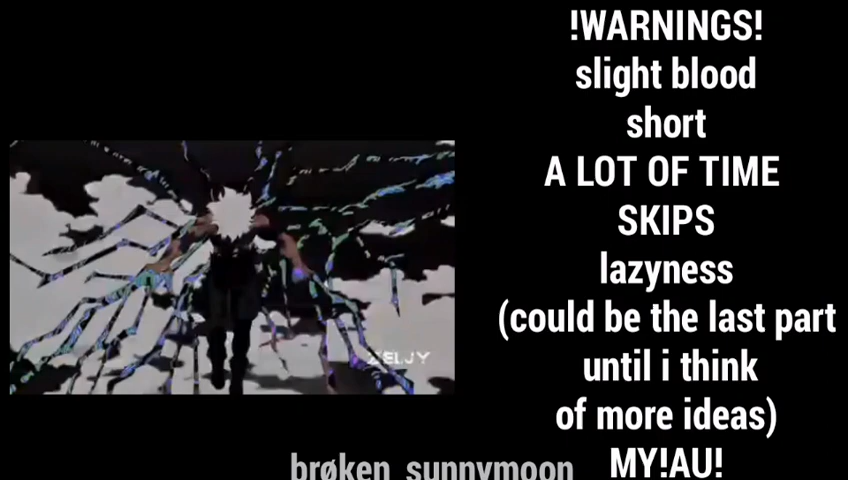 !WARNINGS!
slight blood
short
A LOT OF TIME
SKIPS
lazyness
(could be the last part
until i think
of more ideas)
MY!AU!
ZELJY
brøken_sunnymoon